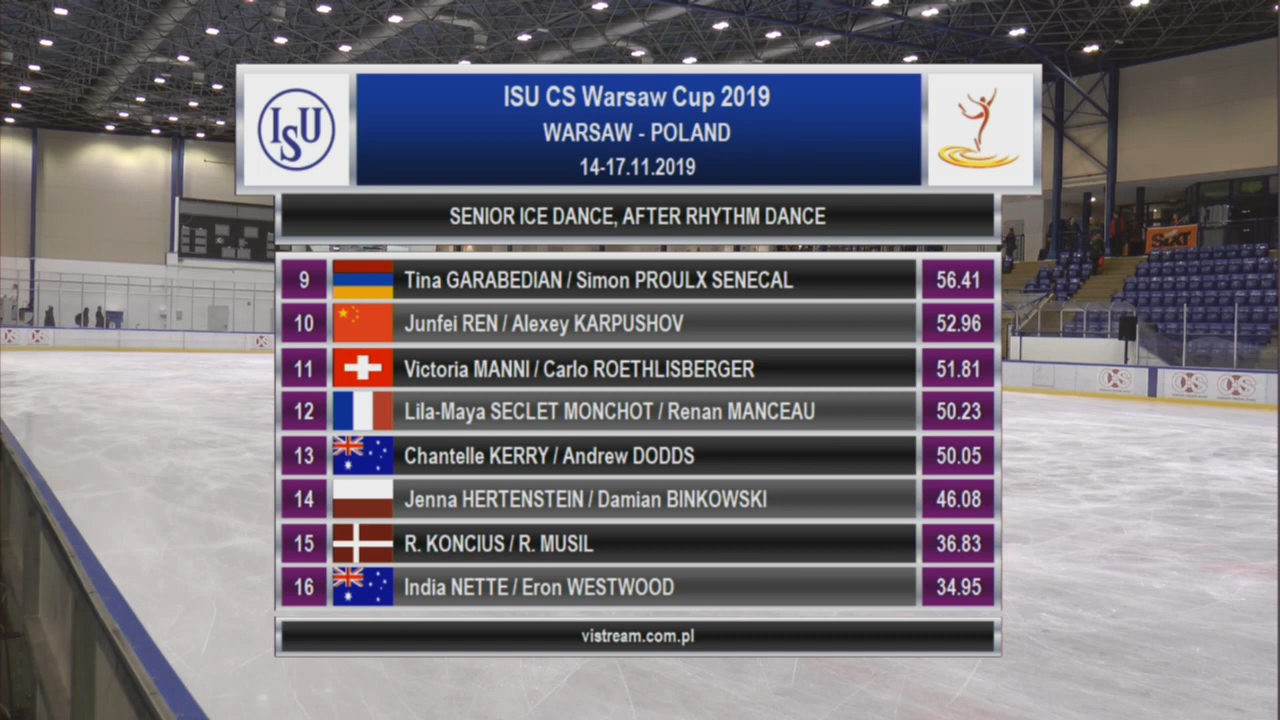 ISU
ISU CS Warsaw Cup 2019
WARSAW - POLAND
14-17.11.2019
SENIOR ICE DANCE, AFTER RHYTHM DANCE
9 Tina GARABEDIAN / Simon PROULX SENECAL 56.41
10 Junfei REN / Alexey KARPUSHOV 52.96
11 Victoria MANNI / Carlo ROETHLISBERGER 51.81
12 Lila-Maya SECLET MONCHOT / Renan MANCEAU 50.23
13 Chantelle KERRY / Andrew DODDS 50.05
14 Jenna HERTENSTEIN / Damian BINKOWSKI 46.08
15 R. KONCIUS / R. MUSIL 36.83
16 India NETTE / Eron WESTWOOD 34.95
vistream.com.pl
SiXT